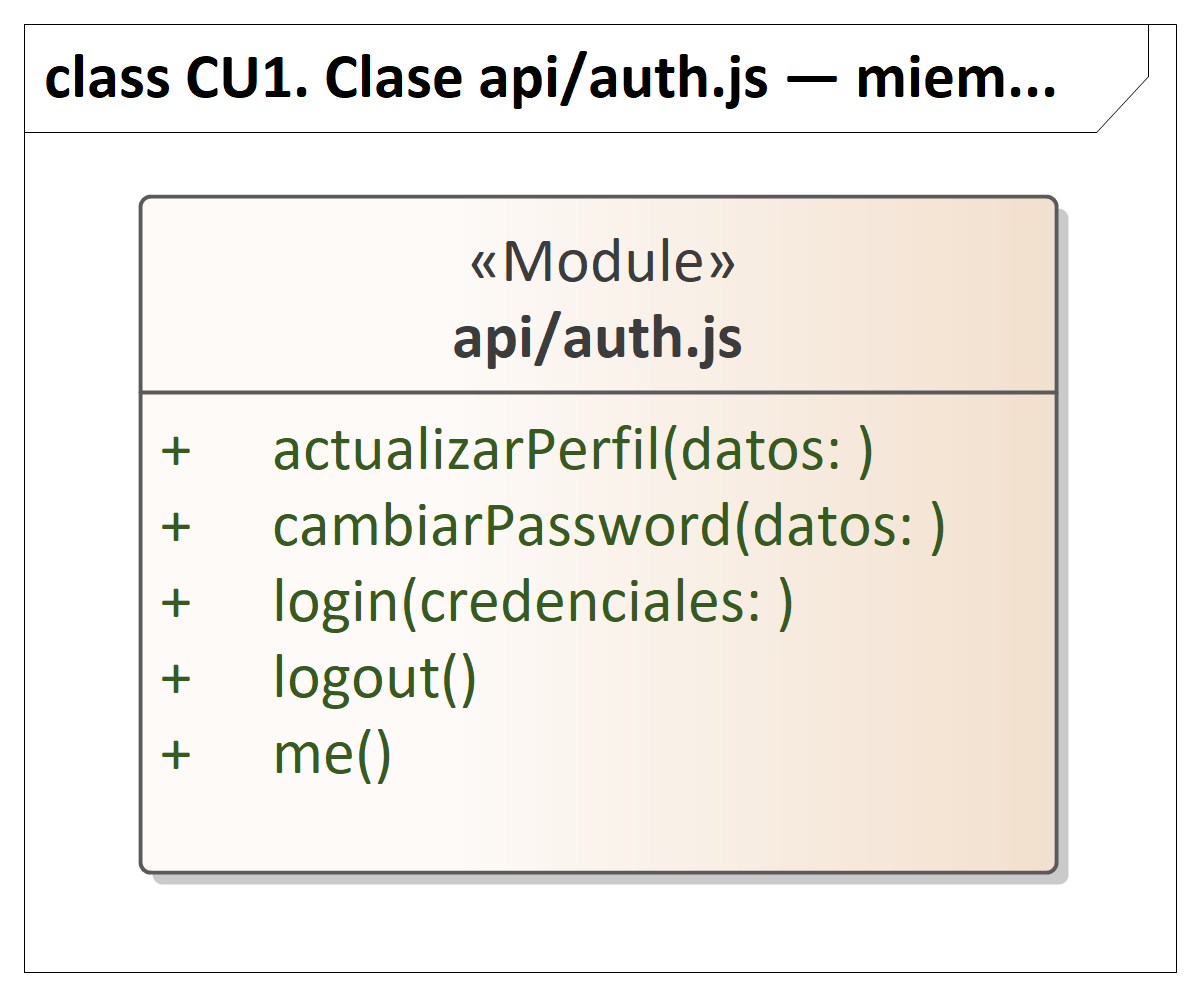 class CU1. Clase api/auth.js — miem...
«Module»
api/auth.js
+ actualizarPerfil(datos: )
+ cambiarPassword(datos: )
+ login(credenciales: )
+ logout()
+ me()